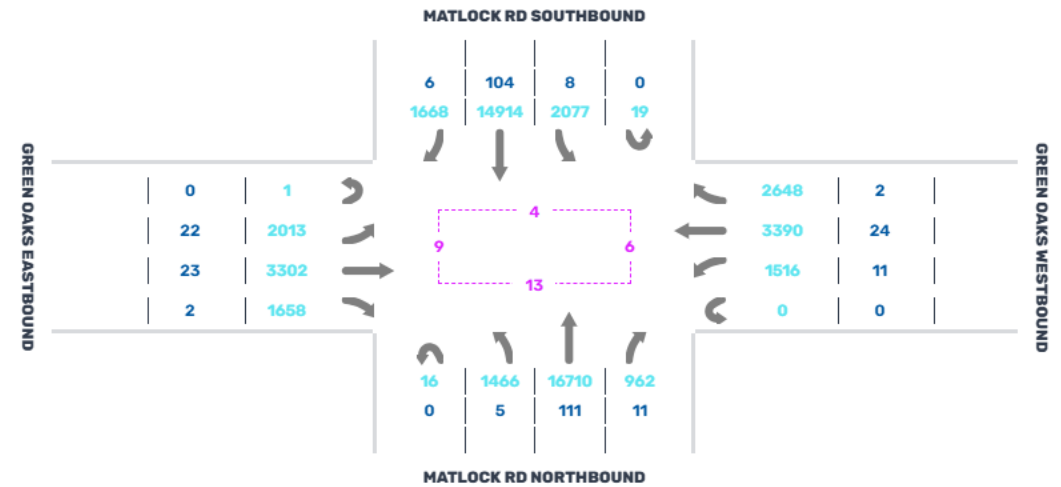 MATLOCK RD SOUTHBOUND
6 104 8 0
1668 14914 2077 19
GREEN OAKS EASTBOUND
0 1
22 2013
23 3302
2 1658
4
9 6
13
2648 2
3390 24
1516 11
0 0
GREEN OAKS WESTBOUND
16 1466 16710 962
0 5 111 11
MATLOCK RD NORTHBOUND